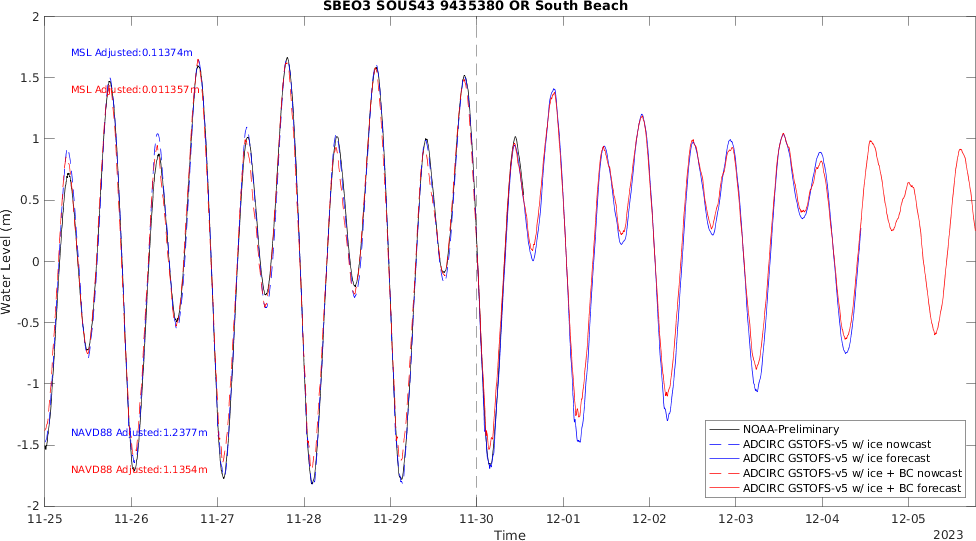 SBEO3 SOUS43 9435380 OR South Beach
2
1.5
1
0.5
0
-0.5
-1
-1.5
-2
Water Level (m)
MSL Adjusted:0.11374m
MSL Adjusted:0.011357m
NAVD88 Adjusted:1.2377m
NAVD88 Adjusted:1.1354m
NOAA-Preliminary
ADCIRC GSTOFS-v5 w/ ice nowcast
ADCIRC GSTOFS-v5 w/ ice forecast
ADCIRC GSTOFS-v5 w/ ice + BC nowcast
ADCIRC GSTOFS-v5 w/ ice + BC forecast
11-25 11-26 11-27 11-28 11-29 11-30 12-01 12-02 12-03 12-04 12-05
Time
2023